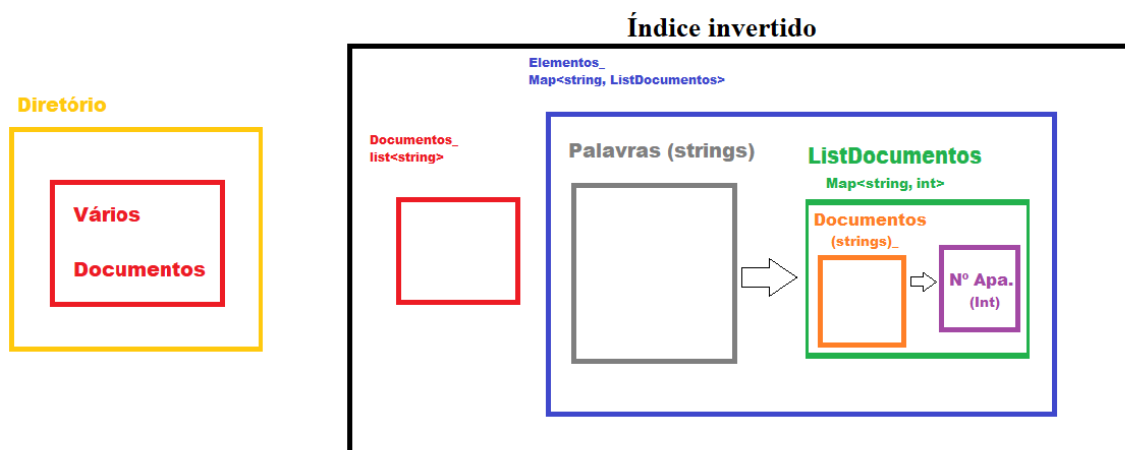 Índice invertido
Elementos_
Map<string, ListDocumentos>
Diretório
Documentos_
list<string>
Palavras (strings)
ListDocumentos
Map<string, int>
Vários
Documentos
Documentos
(strings)_
Nº Apa.
(Int)